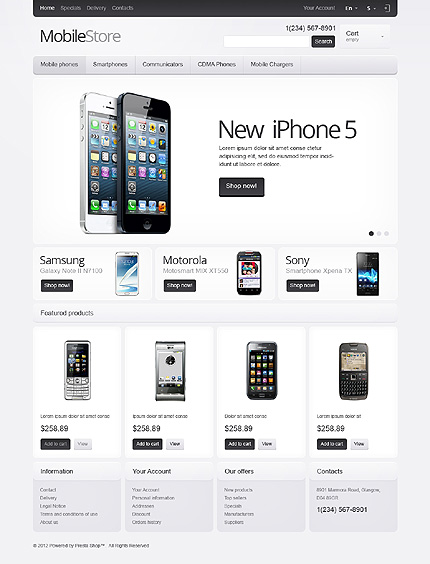 Home Specials Delivery Contacts Your Account En S
MobileStore
1(234) 567-8901
Search
Cart
empty
Mobile phones Smartphones Communicators CDMA Phones Mobile Chargers
New iPhone 5
Lorem ipsum dolor sit amet conse ctetur
adipisicing elit, sed do eiusmod tempor incid-
idunt ut labore et dolore.
Shop now!
Samsung
Galaxy Note II N7100
Shop now!
Motorola
Motosmart MIX XT550
Shop now!
Sony
Smartphone Xperia TX
Shop now!
Featured products
Lorem ipsum dolor sit amet conse
$258.89
Add to cart View
Ipsum dolor sit amet conse
$258.89
Add to cart View
Dolor sit amet conse
$258.89
Add to cart View
Lorem ipsum dolor sit
$258.89
Add to cart View
Information
Contact
Delivery
Legal Notice
Terms and conditions of use
About us
Your Account
Your Account
Personal information
Addresses
Discount
Orders history
Our offers
New products
Top sellers
Specials
Manufacturers
Suppliers
Contacts
8901 Marmora Road, Glasgow,
D04 89GR
1(234) 567-8901
© 2012 Powered by Presta Shop™. All Rights Reserved